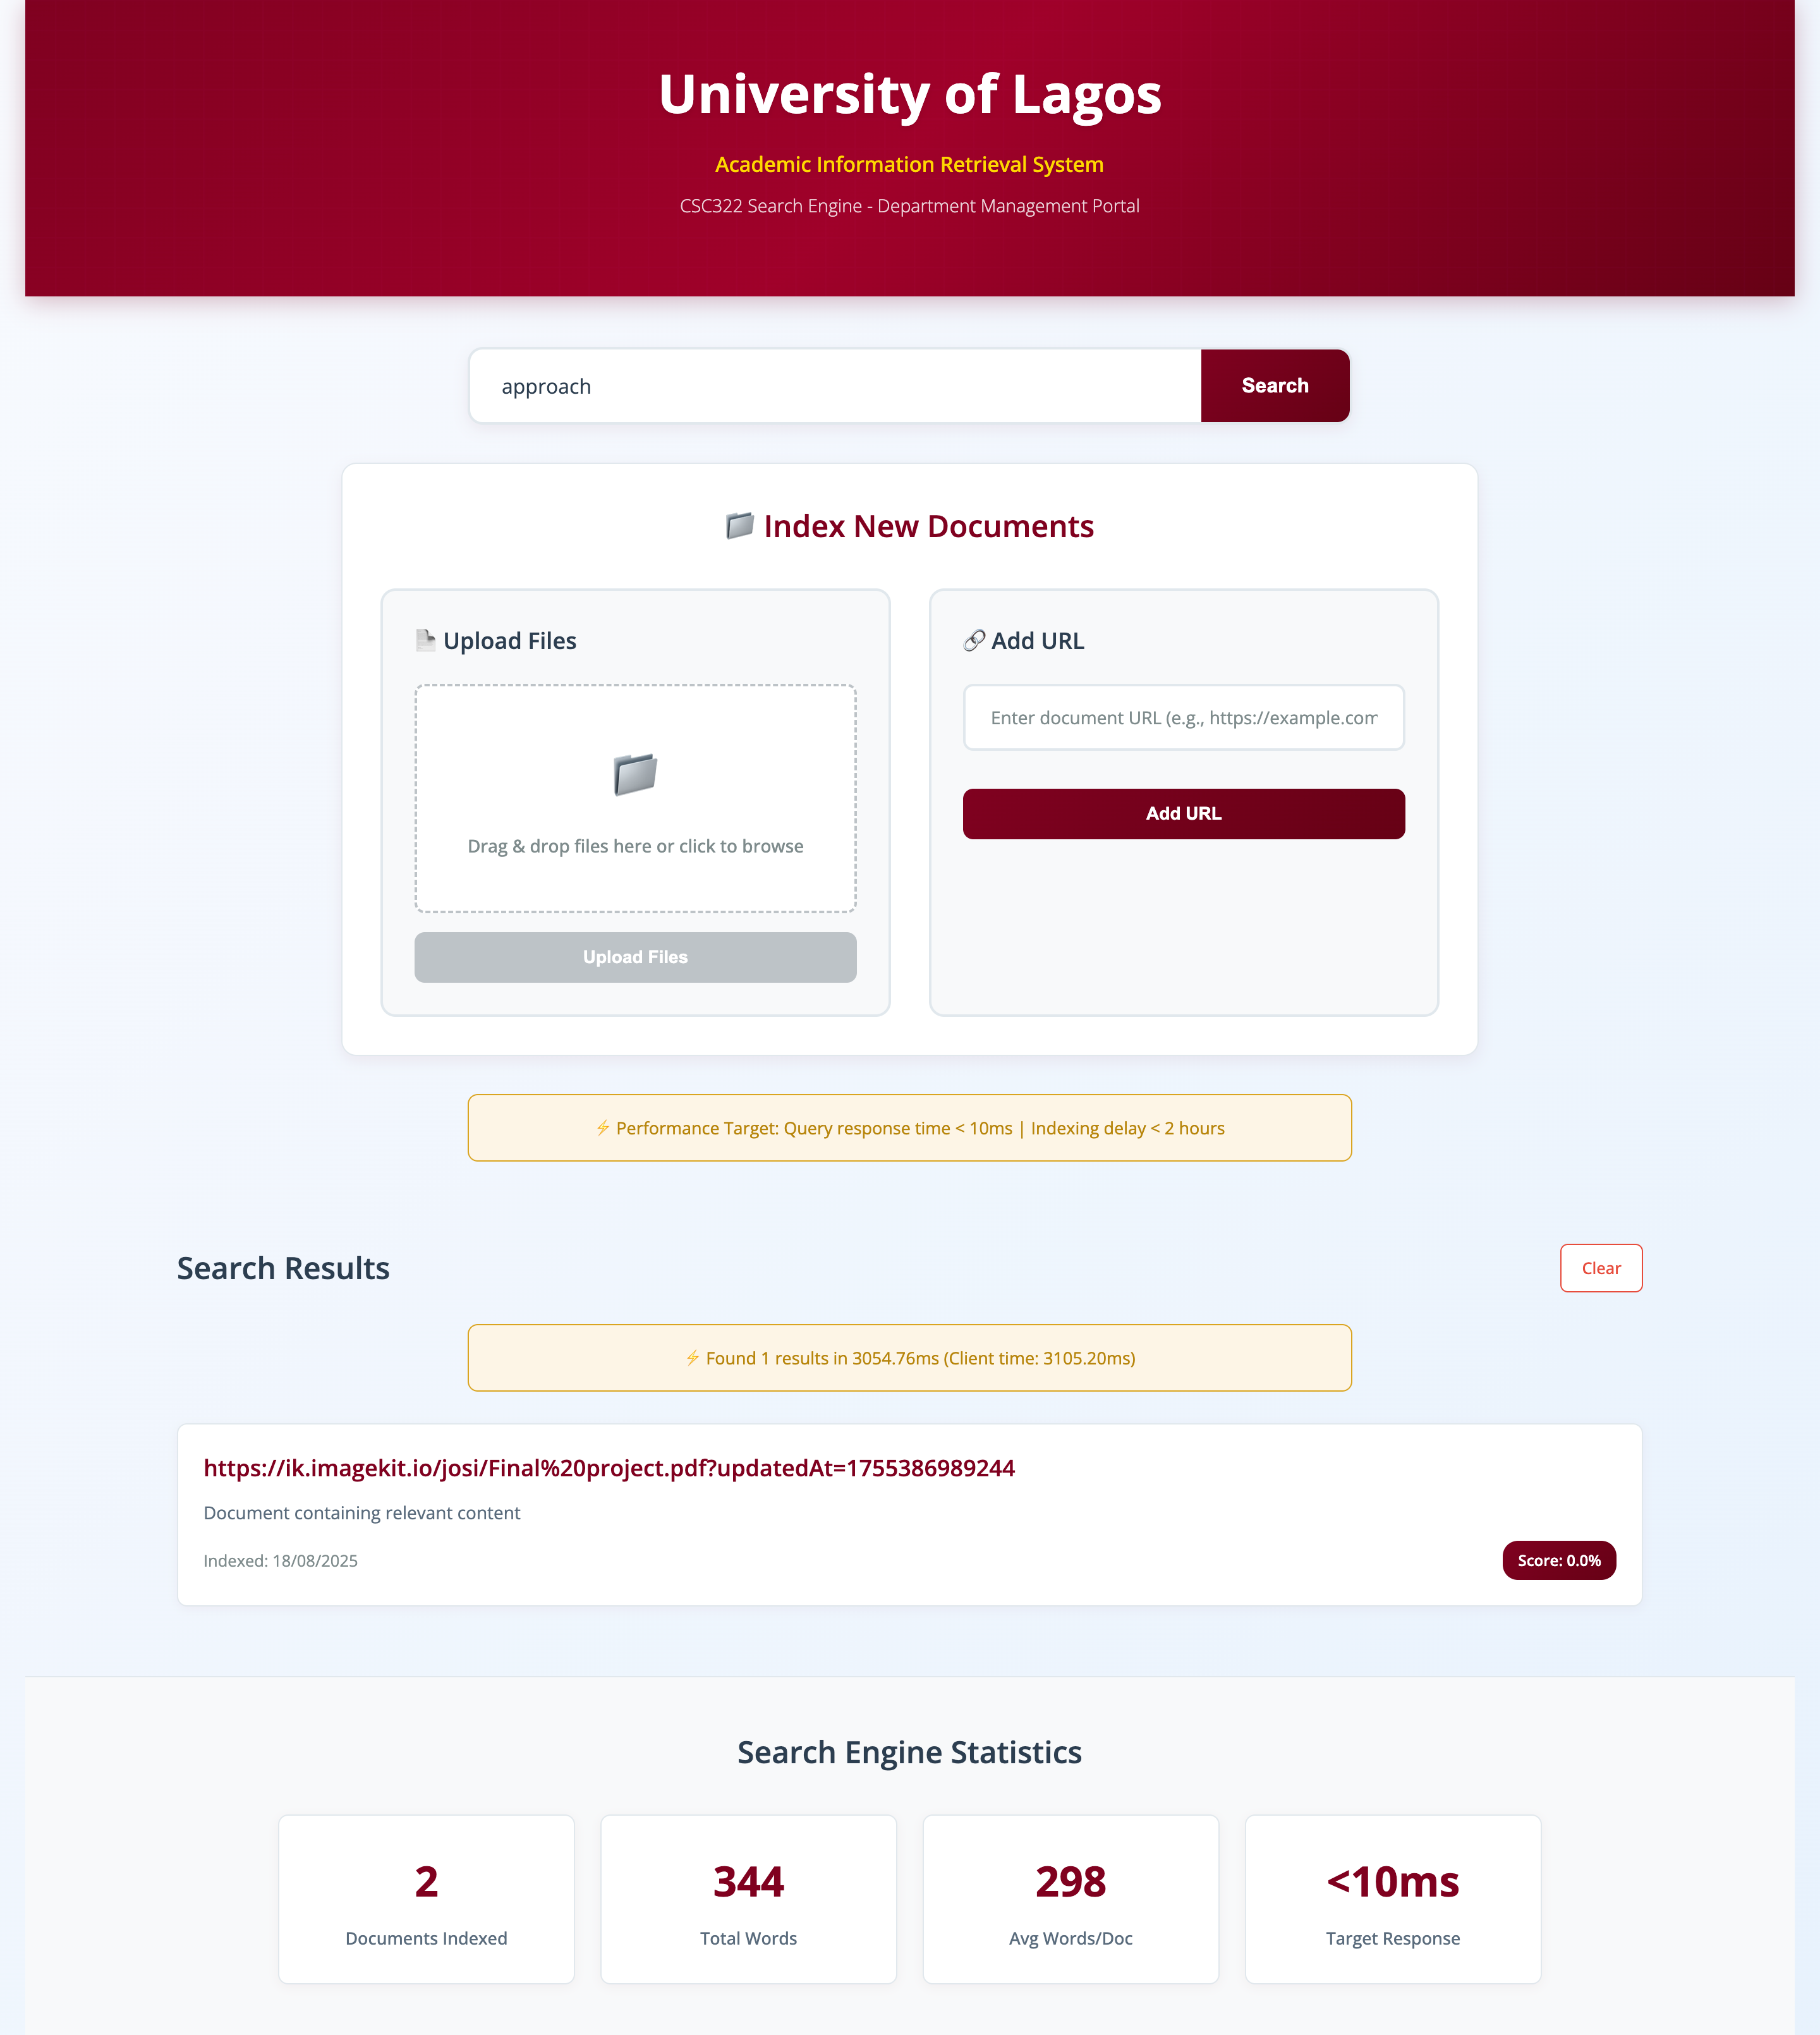 University of Lagos
Academic Information Retrieval System
CSC322 Search Engine - Department Management Portal
approach
Search
Index New Documents
Upload Files
Drag & drop files here or click to browse
Upload Files
Add URL
Enter document URL (e.g., https://example.com
Add URL
⚡ Performance Target: Query response time < 10ms | Indexing delay < 2 hours
Search Results
Clear
⚡ Found 1 results in 3054.76ms (Client time: 3105.20ms)
https://ik.imagekit.io/josi/Final%20project.pdf?updatedAt=1755386989244
Document containing relevant content
Indexed: 18/08/2025
Score: 0.0%
Search Engine Statistics
2
Documents Indexed
344
Total Words
298
Avg Words/Doc
<10ms
Target Response